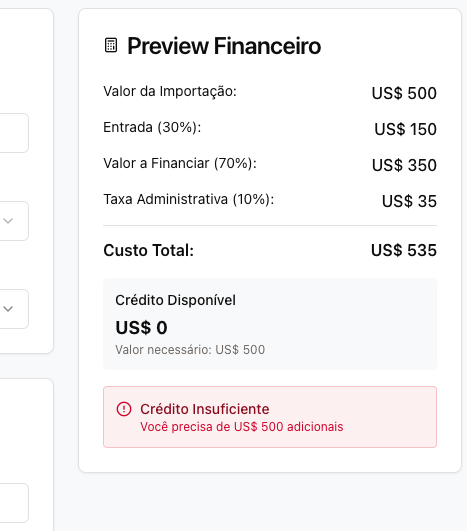 Preview Financeiro
Valor da Importação: US$ 500
Entrada (30%): US$ 150
Valor a Financiar (70%): US$ 350
Taxa Administrativa (10%): US$ 35
Custo Total: US$ 535
Crédito Disponível
US$ 0
Valor necessário: US$ 500
Crédito Insuficiente
Você precisa de US$ 500 adicionais